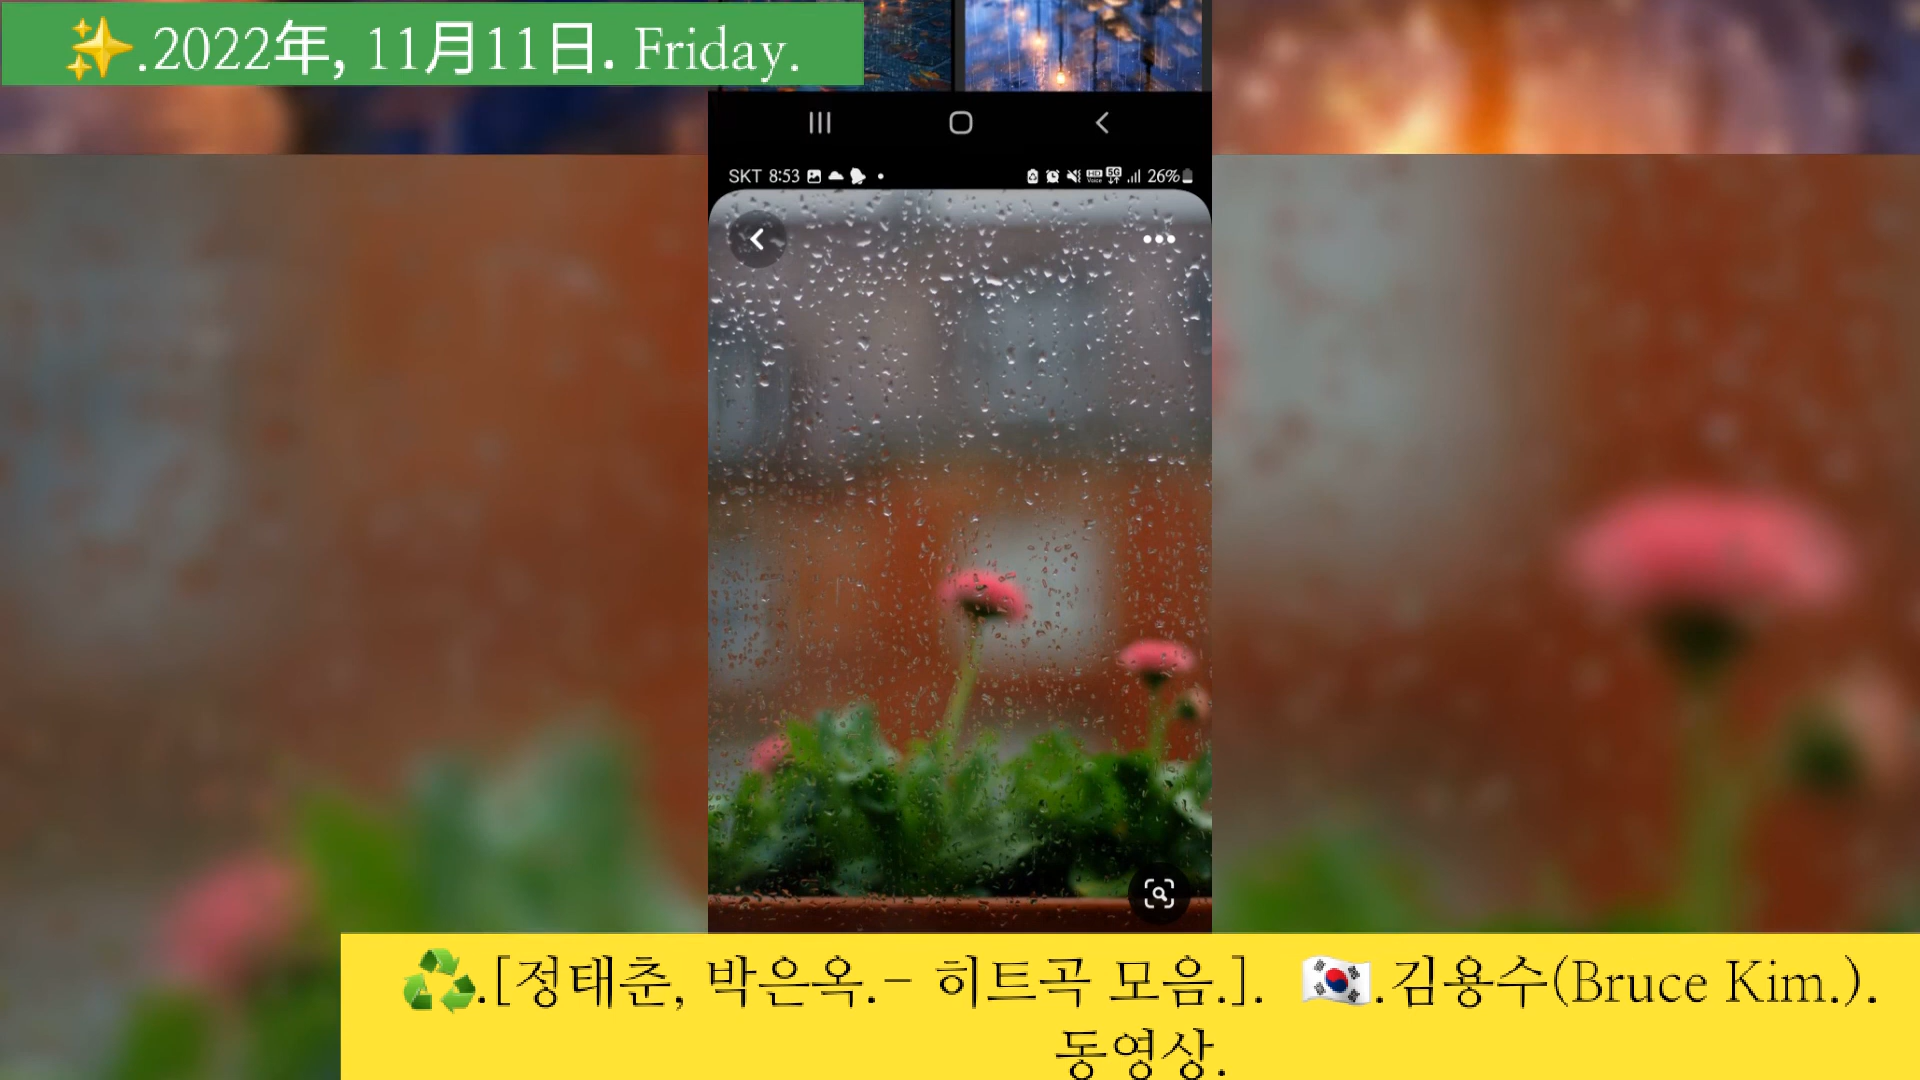 ✨.2022年, 11月11日. Friday.
SKT 8:53
26%
♻️.[정태춘, 박은옥.- 히트곡 모음.]. 🇰🇷.김용수(Bruce Kim.).
동영상.